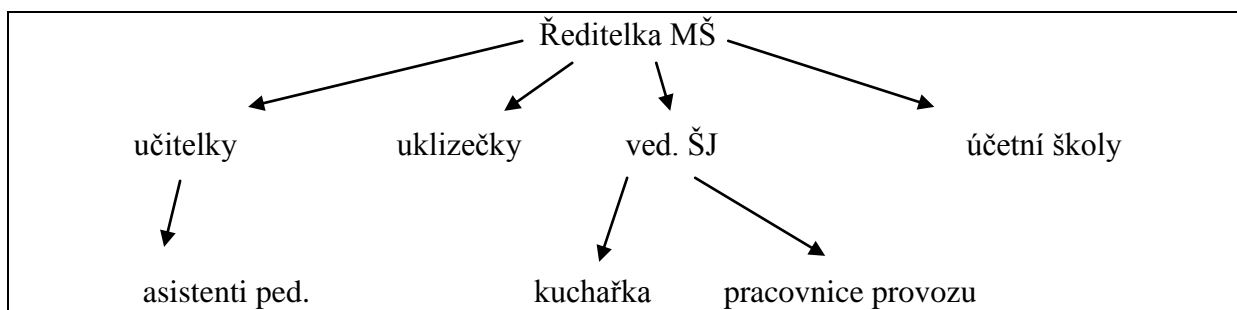 Ředitelka MŠ
učitelky uklizečky ved. ŠJ účetní školy
asistenti ped. kuchařka pracovnice provozu